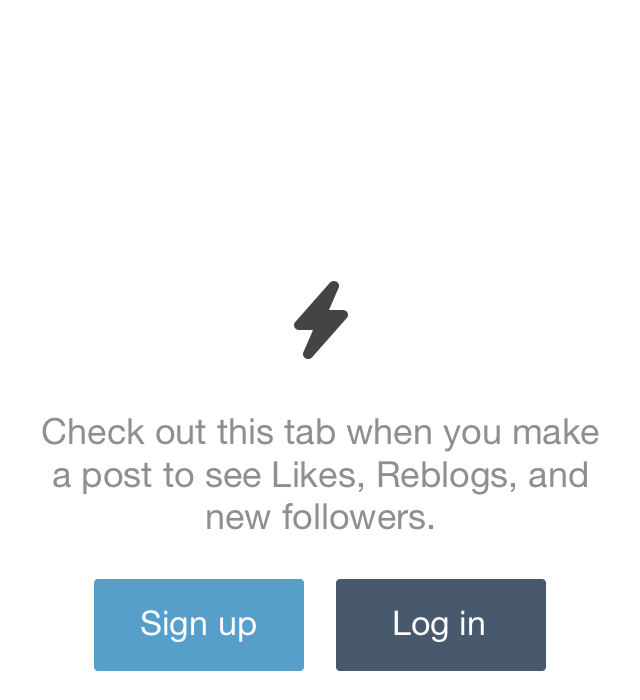 Check out this tab when you make
a post to see Likes, Reblogs, and
new followers.
Sign up
Log in